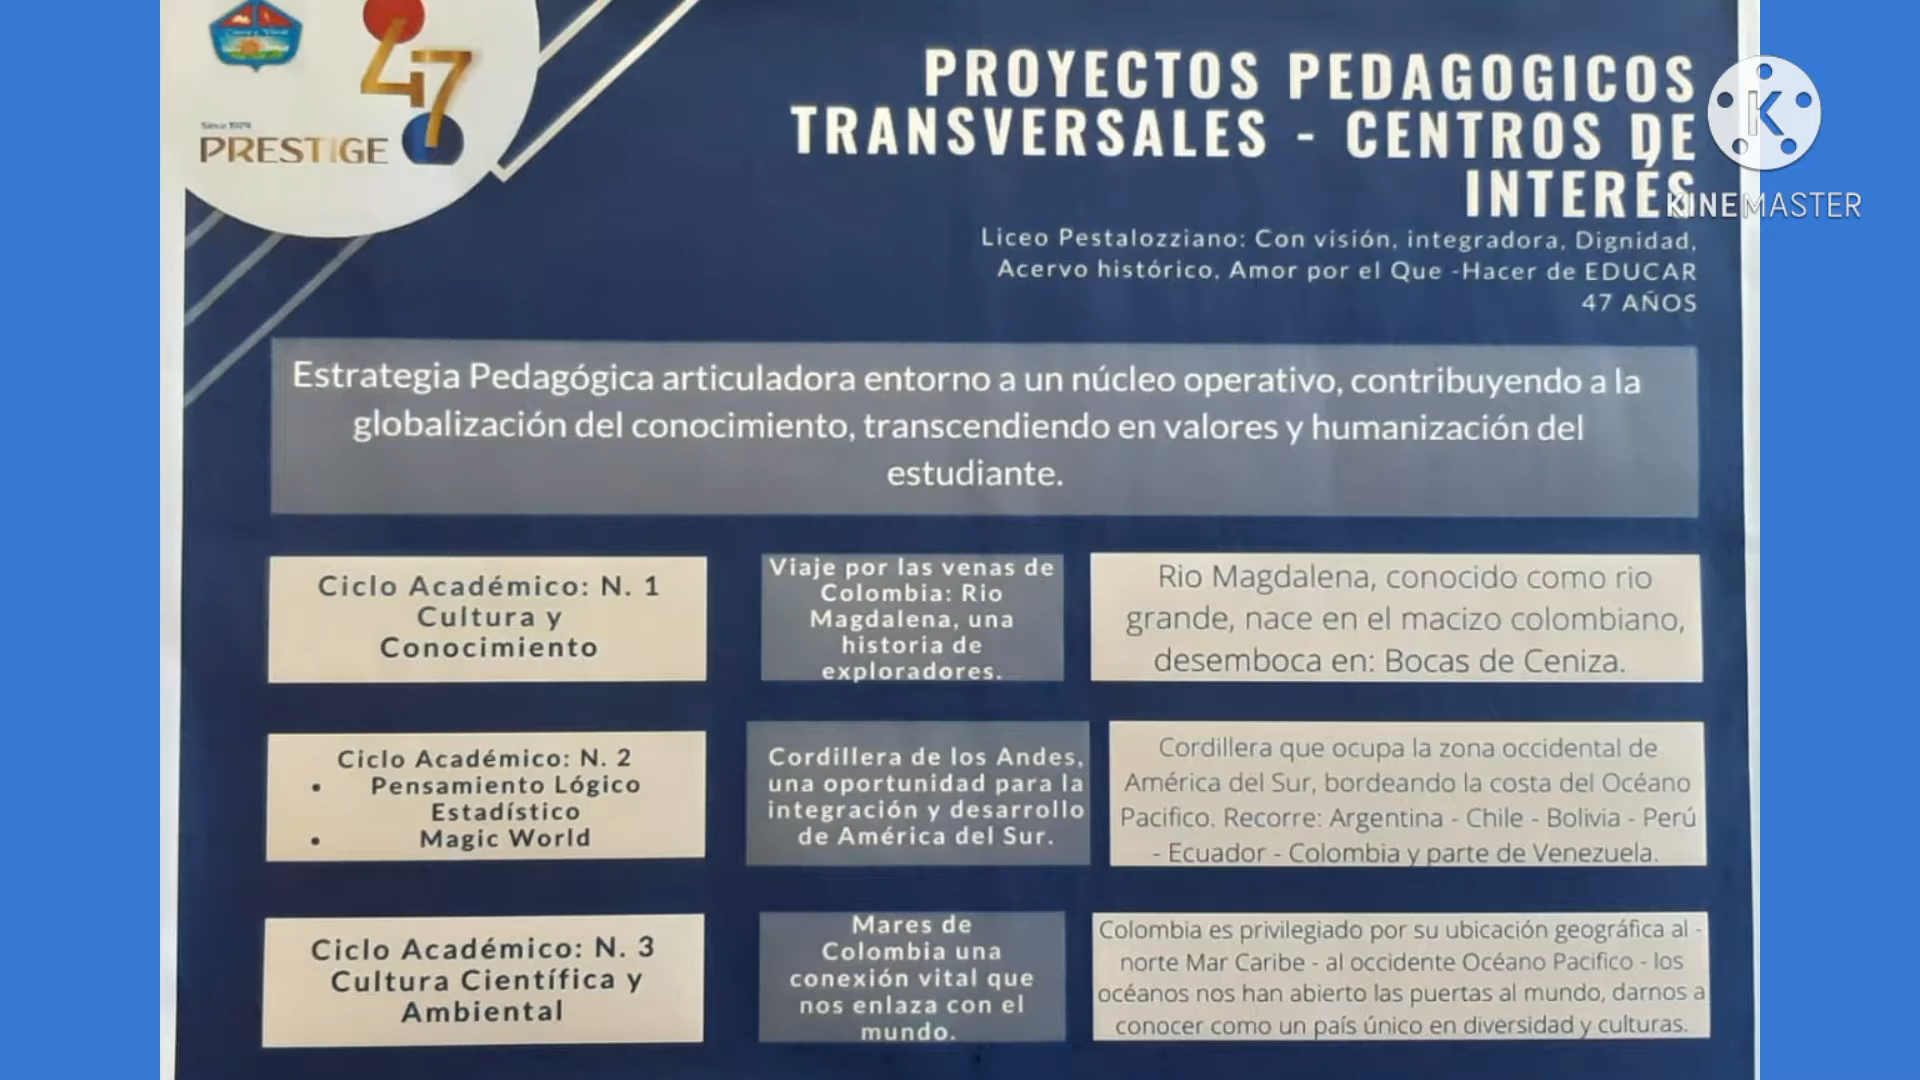 47
Since 1974
PRESTIGE
PROYECTOS PEDAGOGICOS
TRANSVERSALES - CENTROS DE
INTERÉS
KINEMASTER
Liceo Pestalozziano: Con visión, integradora, Dignidad,
Acervo histórico, Amor por el Que -Hacer de EDUCAR
47 AÑOS
Estrategia Pedagógica articuladora entorno a un núcleo operativo, contribuyendo a la
globalización del conocimiento, transcendiendo en valores y humanización del
estudiante.
Ciclo Académico: N. 1
Cultura y
Conocimiento
Viaje por las venas de
Colombia: Rio
Magdalena, una
historia de
exploradores.
Rio Magdalena, conocido como rio
grande, nace en el macizo colombiano,
desemboca en: Bocas de Ceniza.
Ciclo Académico: N. 2
• Pensamiento Lógico
Estadístico
• Magic World
Cordillera de los Andes,
una oportunidad para la
integración y desarrollo
de América del Sur.
Cordillera que ocupa la zona occidental de
América del Sur, bordeando la costa del Océano
Pacifico. Recorre: Argentina - Chile - Bolivia - Perú
- Ecuador - Colombia y parte de Venezuela.
Ciclo Académico: N. 3
Cultura Científica y
Ambiental
Mares de
Colombia una
conexión vital que
nos enlaza con el
mundo.
Colombia es privilegiado por su ubicación geográfica al -
norte Mar Caribe - al occidente Océano Pacifico - los
océanos nos han abierto las puertas al mundo, darnos a
conocer como un país único en diversidad y culturas.